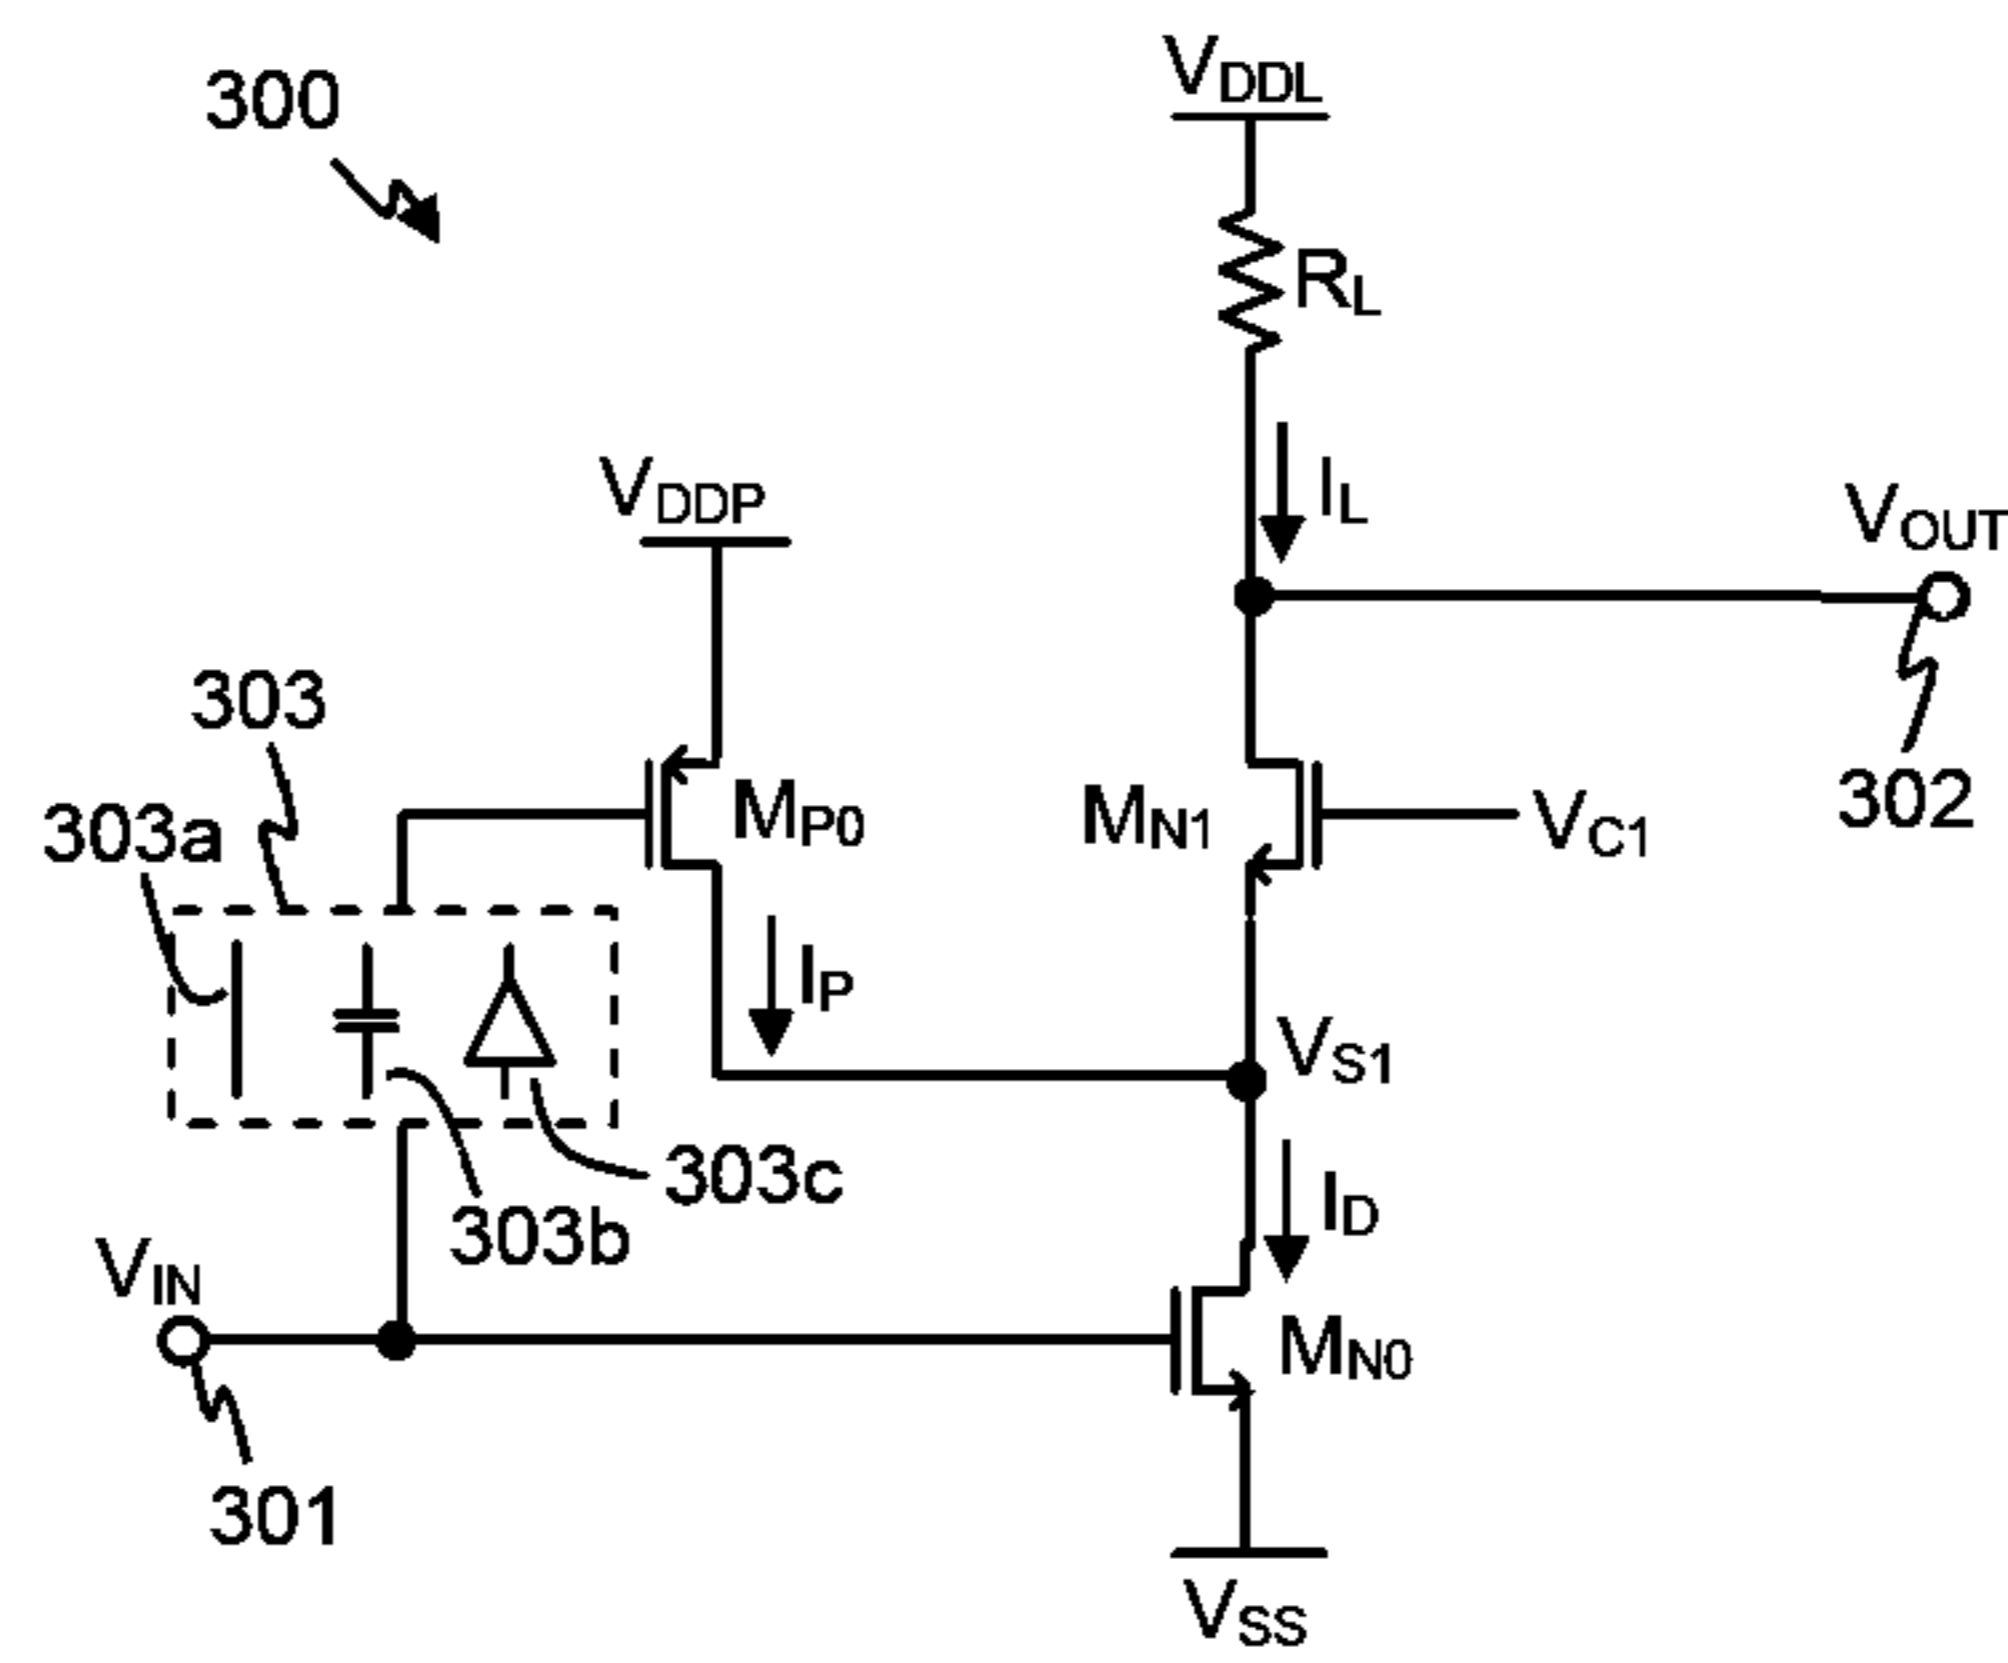 300
VDDL
RL
IL
VDDP
VOUT
303
303a
MP0
MN1
VC1
302
IP
VS1
303c
303b
ID
VIN
MN0
301
VSS